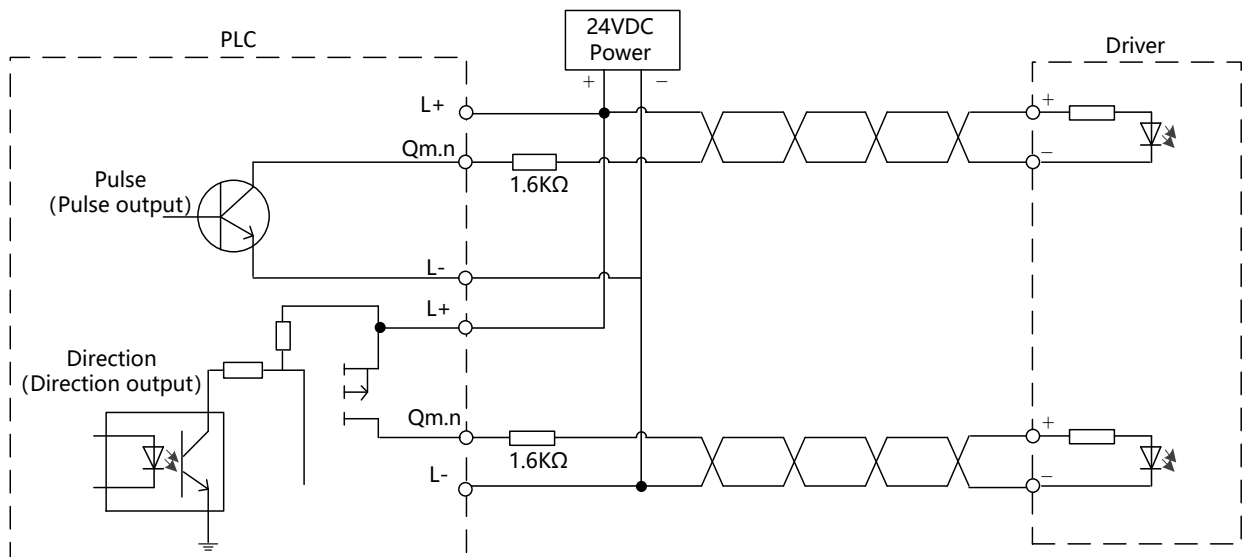 24VDC
Power
PLC
Driver
+
−
L+
+
Qm.n
−
1.6KΩ
Pulse
(Pulse output)
L-
L+
Direction
(Direction output)
Qm.n
+
1.6KΩ
L-
−